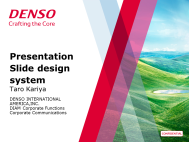 DENSO
Crafting the Core
Presentation
Slide design
system
Taro Kariya
DENSO INTERNATIONAL
AMERICA,INC.
DIAM Corporate Functions
Corporate Communications
CONFIDENTIAL